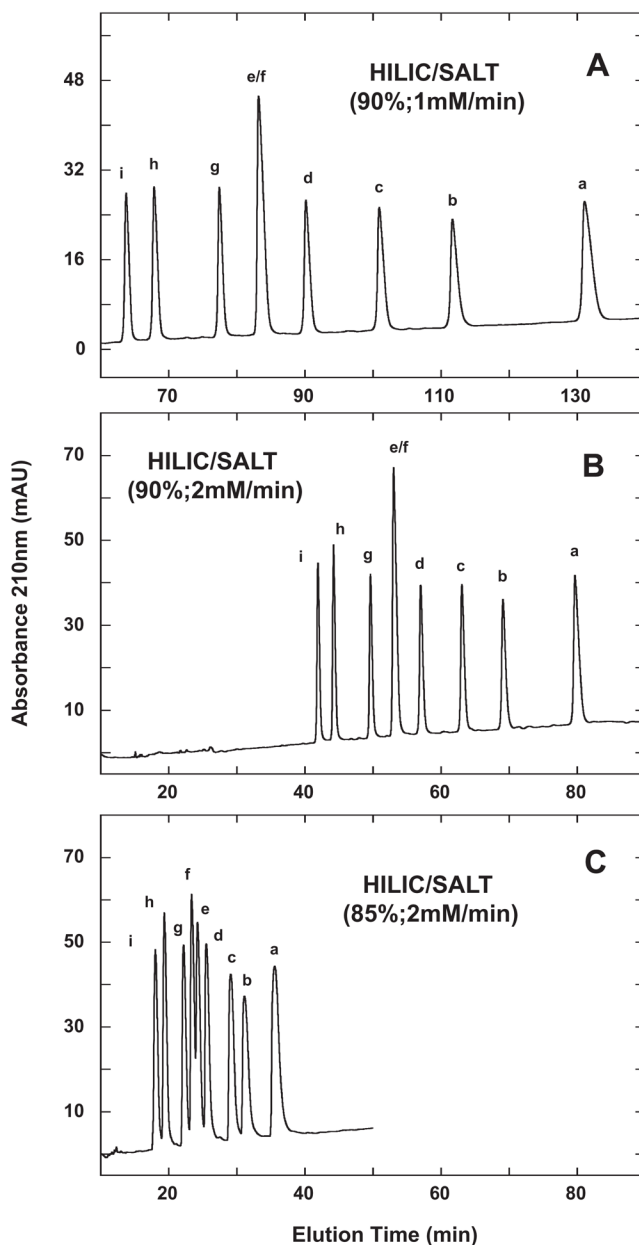 A
HILIC/SALT
(90%;1mM/min)
e/f
i
h
g
d
c
b
a
48
32
16
0
70
90
110
130
B
HILIC/SALT
(90%;2mM/min)
e/f
i
h
g
d
c
b
a
70
50
30
10
20
40
60
80
Absorbance 210nm (mAU)
C
HILIC/SALT
(85%;2mM/min)
f
h
e
g
d
i
c
b
a
70
50
30
10
20
40
60
80
Elution Time (min)